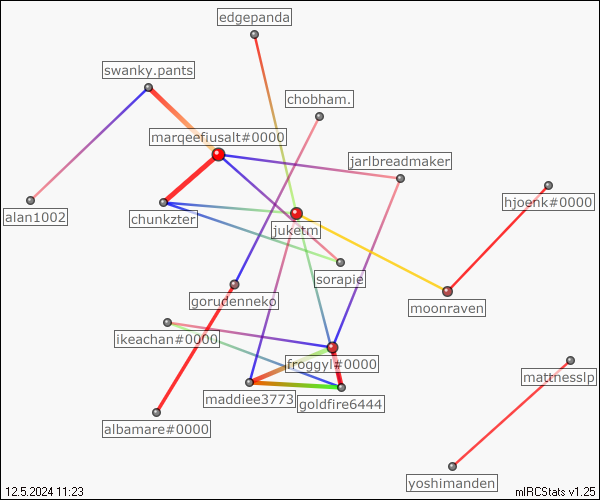 edgepanda
swanky.pants
chobham.
marqeefiusalt#0000
jarlbreadmaker
hjoenk#0000
alan1002
chunkzter
juketm
sorapie
gorudenneko
moonraven
ikeachan#0000
froggyl#0000
mattnesslp
maddiee3773
goldfire6444
albamare#0000
yoshimanden
12.5.2024 11:23
mIRCStats v1.25